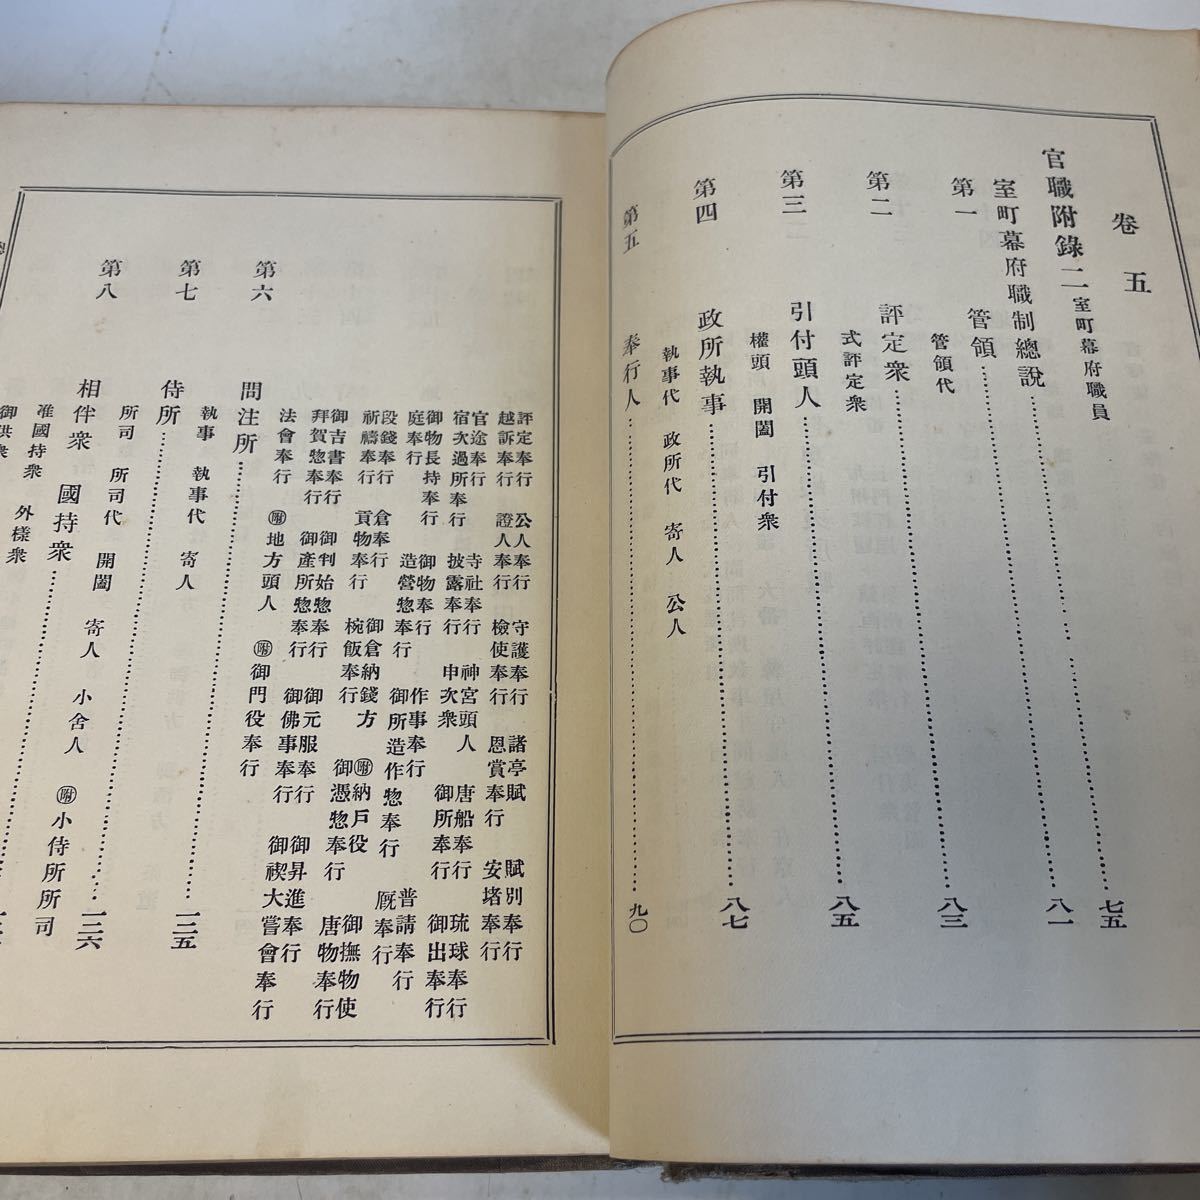 卷五
官職附錄二 室町幕府職員……七五
室町幕府職制總說……八一
第一 管領……八三
管領代
第二 評定衆……八五
式評定衆
第三 引付頭人
權頭 開闔 引付衆
第四 政所執事……八七
執事代 政所代 寄人 公人
第五 奉行人……九〇
評定奉行 公人奉行 守護奉行 諸亭賦 賦別奉行
越訴奉行 證人奉行 檢使奉行 恩賞奉行 安堵奉行
官途奉行 寺社奉行 神宮頭人 唐船奉行 琉球奉行
宿次過所奉行 披露奉行 申次衆 御所奉行 御出奉行
御物長持奉行 御物奉行 作事奉行 普請奉行
庭奉行 造營惣奉行 御所造作惣奉行 厩奉行
段錢奉行 倉奉行 御倉納錢方 ㊟納戶役 御撫物使
祈禱奉行 貢物奉行 椀飯奉行 御憑惣奉行 唐物奉行
御吉書奉行 御判始惣奉行 御元服奉行 御昇進奉行
拜賀惣奉行 御產所惣奉行 御佛事奉行 御禊大嘗會奉行
法會奉行 地方頭人 御門役奉行
第六 問注所
執事 執事代 寄人
第七 侍所……一二五
所司 所司代 開闔 寄人 小舍人 小侍所所司
第八 相伴衆 國持衆……一二六
准國持衆 外樣衆
御供衆